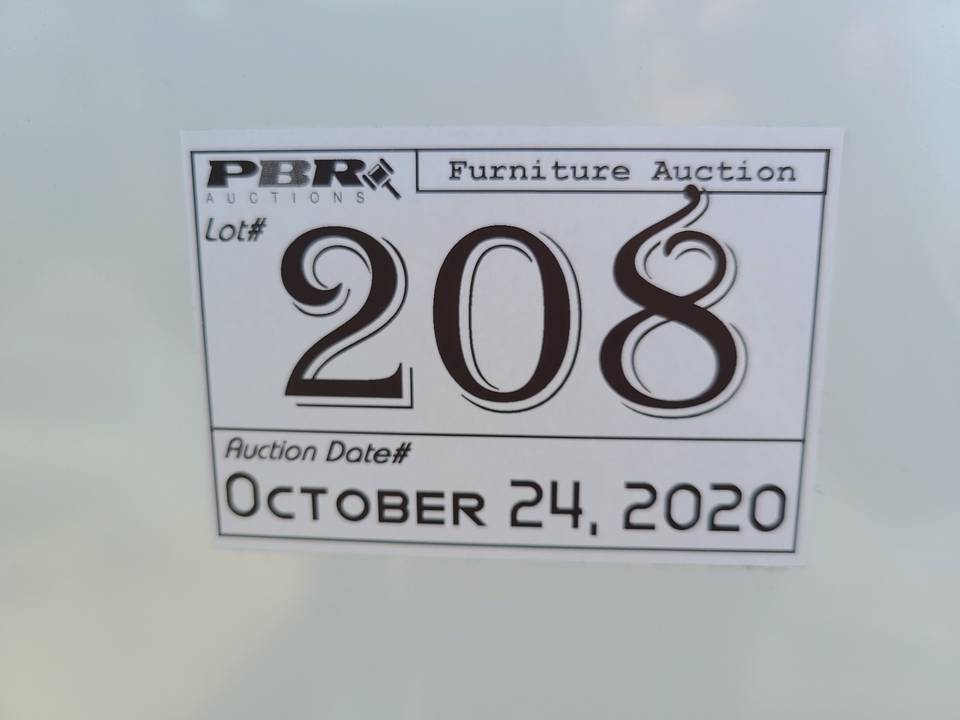 PBR
AUCTIONS
Furniture Auction
Lot#
208
Auction Date#
October 24, 2020